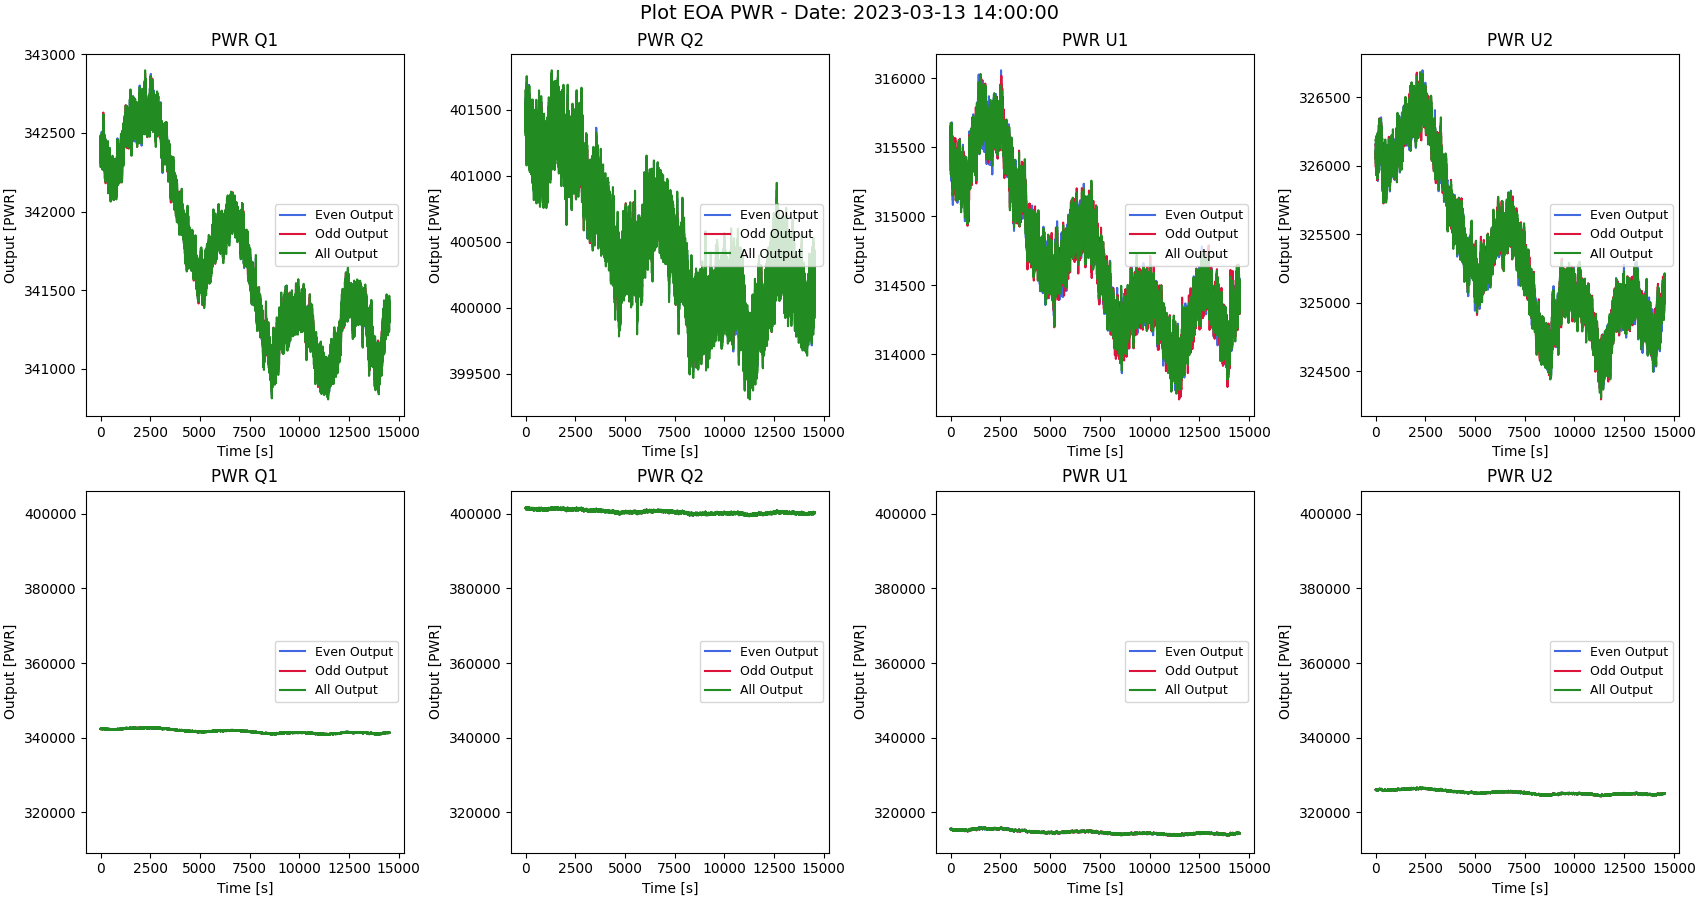 Plot EOA PWR - Date: 2023-03-13 14:00:00
PWR Q1
PWR Q2
PWR U1
PWR U2
Output [PWR]
343000
342500
342000
341500
341000
Even Output
Odd Output
All Output
0 2500 5000 7500 10000 12500 15000
Time [s]
Output [PWR]
401500
401000
400500
400000
399500
Even Output
Odd Output
All Output
0 2500 5000 7500 10000 12500 15000
Time [s]
Output [PWR]
316000
315500
315000
314500
314000
Even Output
Odd Output
All Output
0 2500 5000 7500 10000 12500 15000
Time [s]
Output [PWR]
326500
326000
325500
325000
324500
Even Output
Odd Output
All Output
0 2500 5000 7500 10000 12500 15000
Time [s]
PWR Q1
PWR Q2
PWR U1
PWR U2
Output [PWR]
400000
380000
360000
340000
320000
Even Output
Odd Output
All Output
0 2500 5000 7500 10000 12500 15000
Time [s]
Output [PWR]
400000
380000
360000
340000
320000
Even Output
Odd Output
All Output
0 2500 5000 7500 10000 12500 15000
Time [s]
Output [PWR]
400000
380000
360000
340000
320000
Even Output
Odd Output
All Output
0 2500 5000 7500 10000 12500 15000
Time [s]
Output [PWR]
400000
380000
360000
340000
320000
Even Output
Odd Output
All Output
0 2500 5000 7500 10000 12500 15000
Time [s]